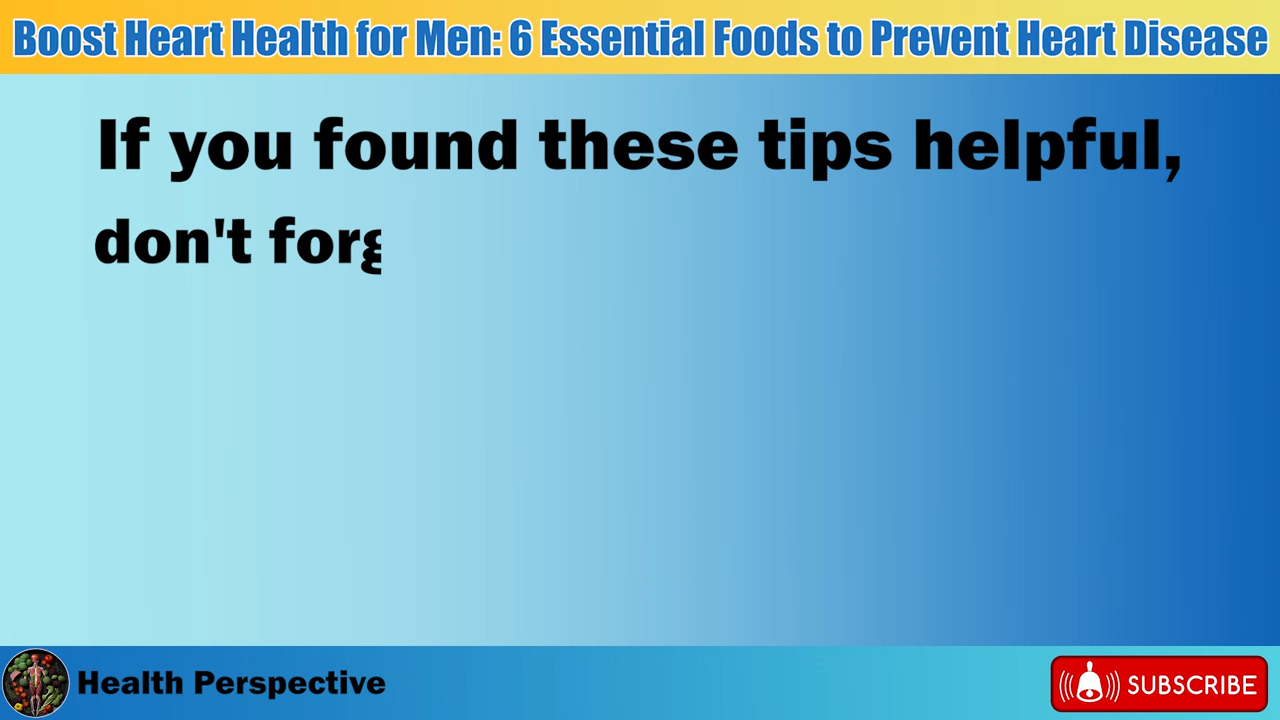 Boost Heart Health for Men: 6 Essential Foods to Prevent Heart Disease
If you found these tips helpful,
don't forg
Health Perspective
SUBSCRIBE